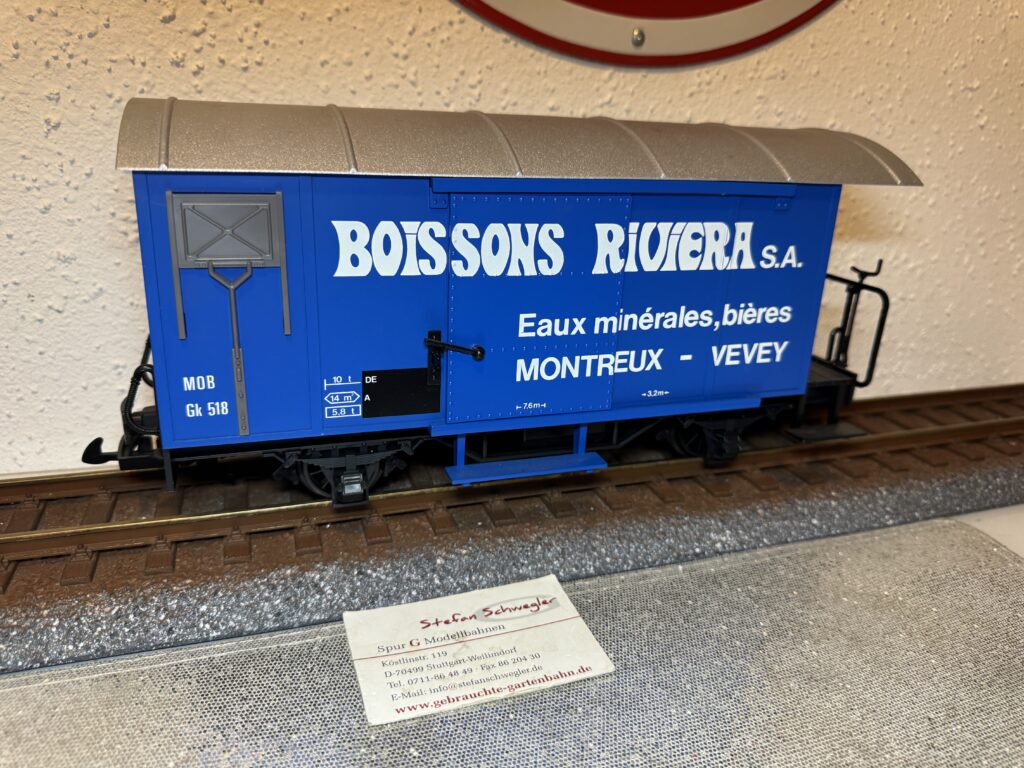 BOiSSONS RiViERA S.A.
Eaux minérales, bières
MONTREUX - VEVEY
MOB
Gk 518
10 t DE
14 m² A
5.8 t
7.6m
3,2m
Stefan Schwegler
Spur G Modellbahnen
Köstlinstr. 119
D-70499 Stuttgart-Weilimdorf
Tel. 0711-86 48 49 · Fax 86 204 30
E-Mail: info@stefanschwegler.de
www.gebrauchte-gartenbahn.de